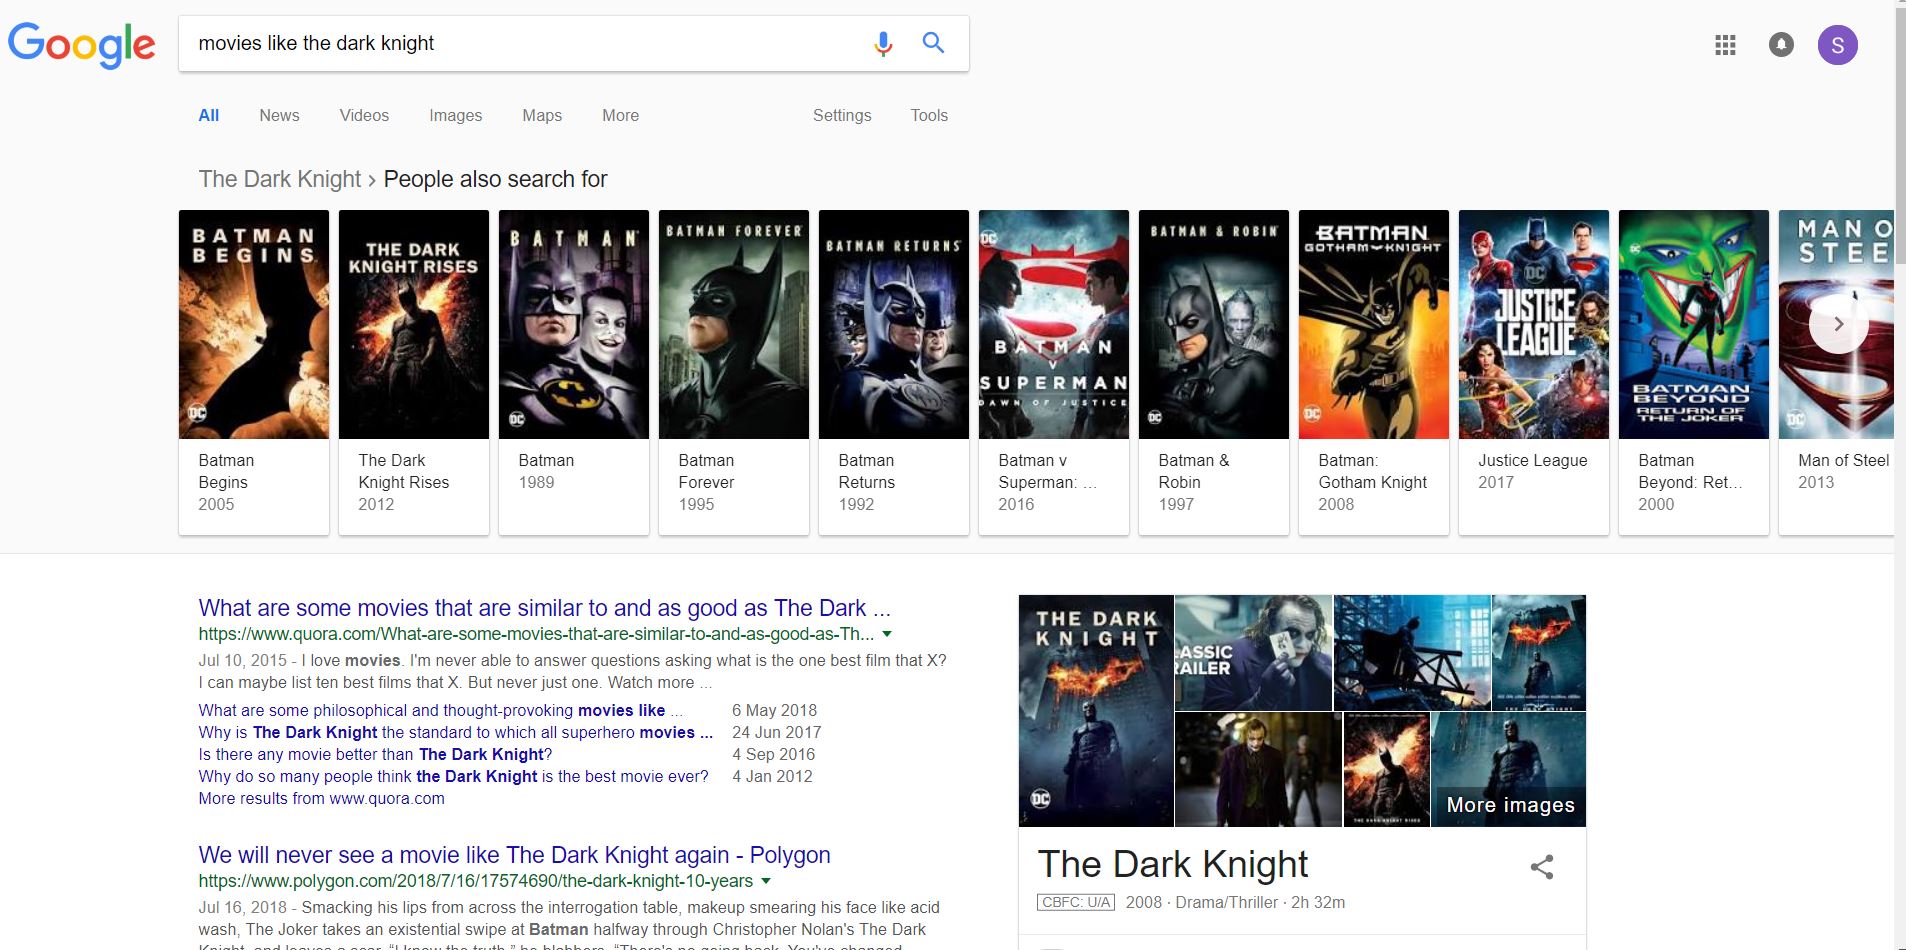 Google
movies like the dark knight
S
All News Videos Images Maps More Settings Tools
The Dark Knight › People also search for
BATMAN
BEGINS
DC
THE DARK
KNIGHT RISES
BATMAN
DC
BATMAN FOREVER
BATMAN RETURNS
DC
BATMAN
V
SUPERMAN
DAWN OF JUSTICE
BATMAN & ROBIN
DC
BATMAN
GOTHAM KNIGHT
DC
DC
JUSTICE
LEAGUE
DC
BATMAN
BEYOND
RETURN OF
THE JOKER
MAN O
STEE
DC
Batman
Begins
2005
The Dark
Knight Rises
2012
Batman
1989
Batman
Forever
1995
Batman
Returns
1992
Batman v
Superman: ...
2016
Batman &
Robin
1997
Batman:
Gotham Knight
2008
Justice League
2017
Batman
Beyond: Ret...
2000
Man of Steel
2013
What are some movies that are similar to and as good as The Dark ...
https://www.quora.com/What-are-some-movies-that-are-similar-to-and-as-good-as-Th...
Jul 10, 2015 - I love movies. I'm never able to answer questions asking what is the one best film that X?
I can maybe list ten best films that X. But never just one. Watch more ...
What are some philosophical and thought-provoking movies like ... 6 May 2018
Why is The Dark Knight the standard to which all superhero movies ... 24 Jun 2017
Is there any movie better than The Dark Knight? 4 Sep 2016
Why do so many people think the Dark Knight is the best movie ever? 4 Jan 2012
More results from www.quora.com
We will never see a movie like The Dark Knight again - Polygon
https://www.polygon.com/2018/7/16/17574690/the-dark-knight-10-years
Jul 16, 2018 - Smacking his lips from across the interrogation table, makeup smearing his face like acid
wash, The Joker takes an existential swipe at Batman halfway through Christopher Nolan's The Dark
Knight, and leaves a scar. “I know the truth,” he blabbers. “There's no going back. You've changed
THE DARK
KNIGHT
DC
LASSIC
RAILER
THE DARK KNIGHT RISES
More images
The Dark Knight
CBFC: U/A 2008 · Drama/Thriller · 2h 32m